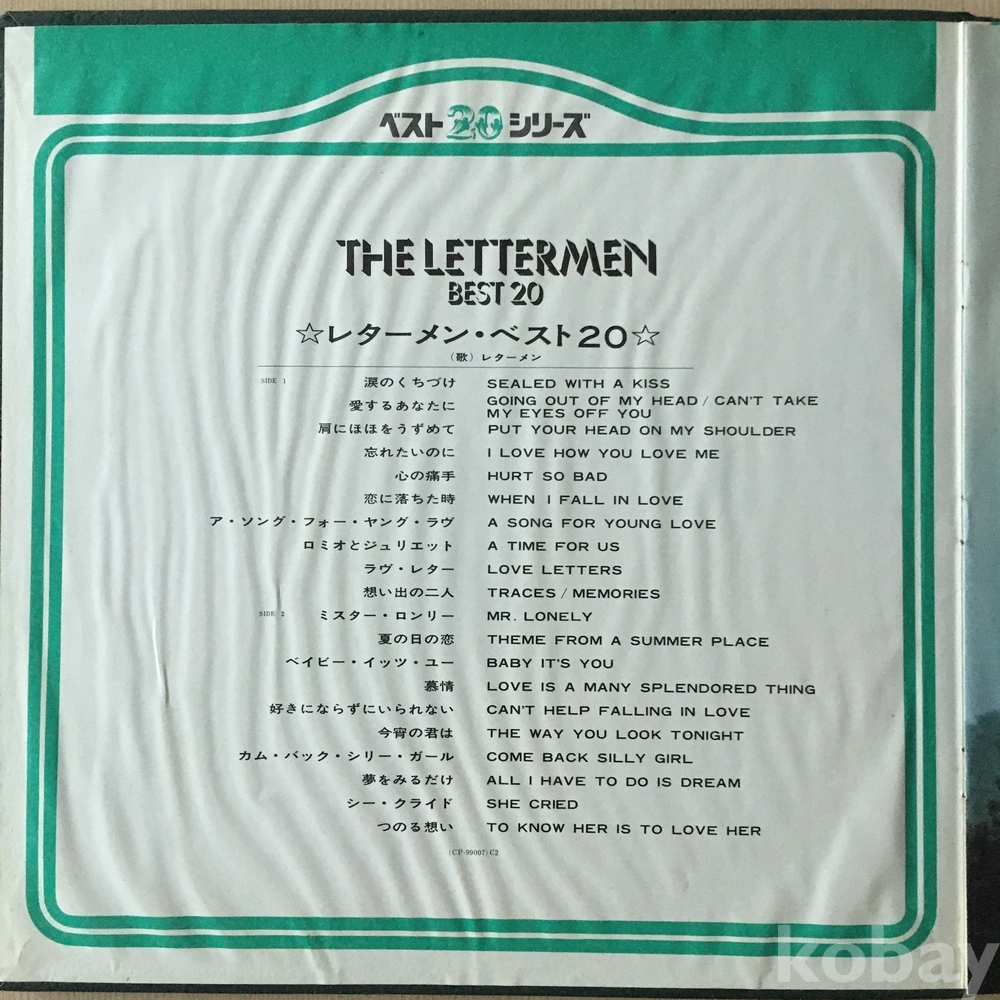 ベスト20シリーズ
THE LETTERMEN
BEST 20
☆レターメン・ベスト20☆
(歌) レターメン
SIDE 1 涙のくちづけ SEALED WITH A KISS
愛するあなたに GOING OUT OF MY HEAD / CAN'T TAKE
MY EYES OFF YOU
肩にほほをうずめて PUT YOUR HEAD ON MY SHOULDER
忘れたいのに I LOVE HOW YOU LOVE ME
心の痛手 HURT SO BAD
恋に落ちた時 WHEN I FALL IN LOVE
ア・ソング・フォー・ヤング・ラヴ A SONG FOR YOUNG LOVE
ロミオとジュリエット A TIME FOR US
ラヴ・レター LOVE LETTERS
想い出の二人 TRACES / MEMORIES
SIDE 2 ミスター・ロンリー MR. LONELY
夏の日の恋 THEME FROM A SUMMER PLACE
ベイビー・イッツ・ユー BABY IT'S YOU
慕情 LOVE IS A MANY SPLENDORED THING
好きにならずにいられない CAN'T HELP FALLING IN LOVE
今宵の君は THE WAY YOU LOOK TONIGHT
カム・バック・シリー・ガール COME BACK SILLY GIRL
夢をみるだけ ALL I HAVE TO DO IS DREAM
シー・クライド SHE CRIED
つのる想い TO KNOW HER IS TO LOVE HER
(CP-99007) C2
kobay